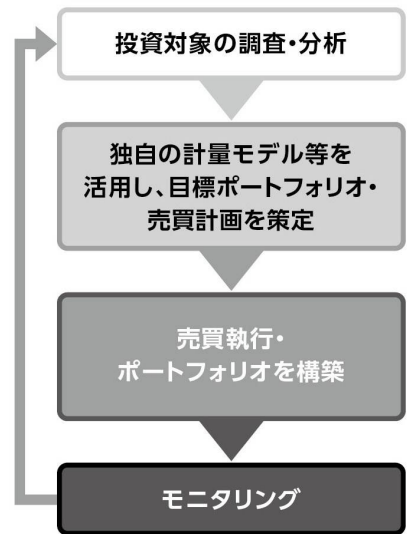 投資対象の調査・分析
独自の計量モデル等を
活用し、目標ポートフォリオ・
売買計画を策定
売買執行・
ポートフォリオを構築
モニタリング